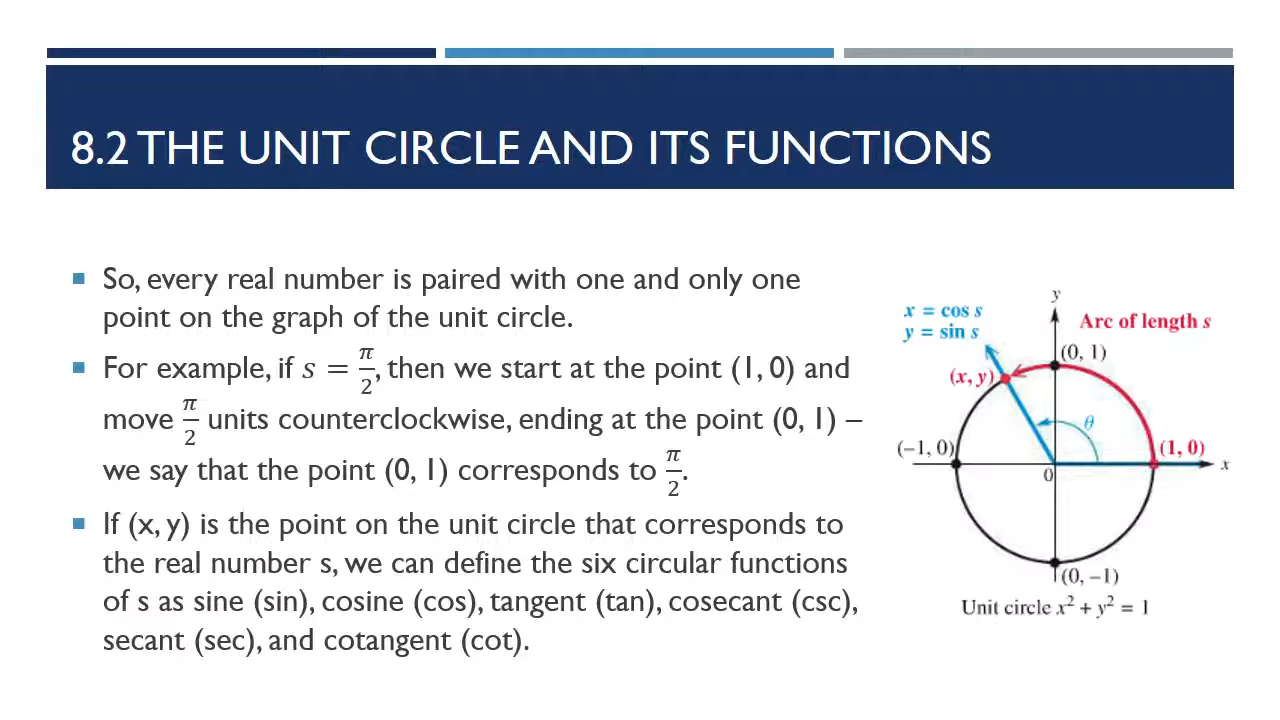 8.2 THE UNIT CIRCLE AND ITS FUNCTIONS
So, every real number is paired with one and only one
point on the graph of the unit circle.
For example, if s = π/2, then we start at the point (1, 0) and
move π/2 units counterclockwise, ending at the point (0, 1) –
we say that the point (0, 1) corresponds to π/2.
If (x, y) is the point on the unit circle that corresponds to
the real number s, we can define the six circular functions
of s as sine (sin), cosine (cos), tangent (tan), cosecant (csc),
secant (sec), and cotangent (cot).
y
x = cos s
y = sin s
Arc of length s
(0, 1)
(x, y)
θ
(−1, 0)
(1, 0)
0
x
(0, −1)
Unit circle x² + y² = 1